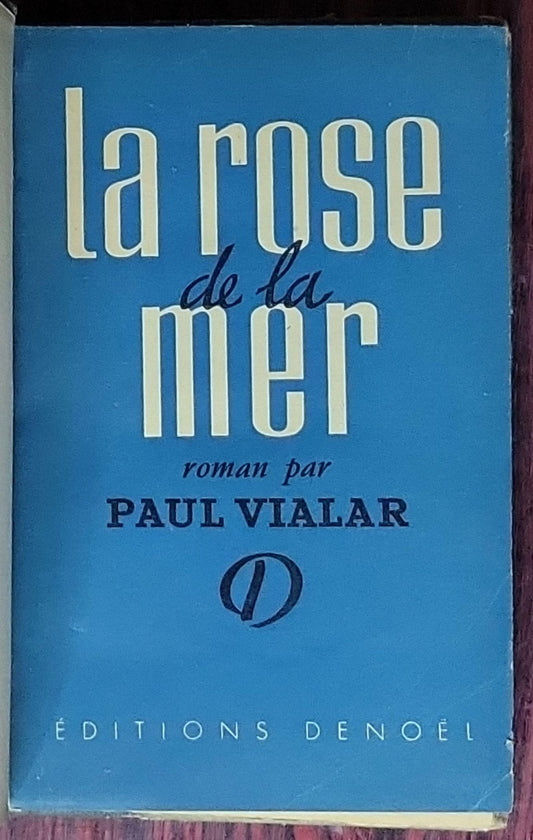 la rose
de la
mer
roman par
PAUL VIALAR
D
ÉDITIONS DENOËL